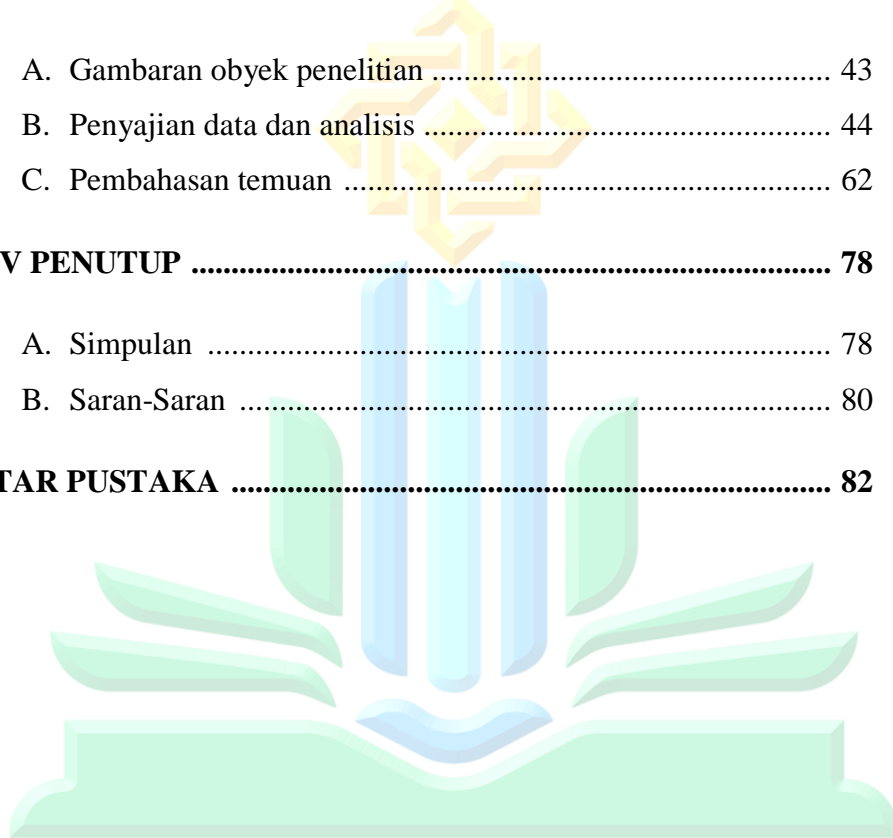 A. Gambaran obyek penelitian .................................................. 43
B. Penyajian data dan analisis ................................................... 44
C. Pembahasan temuan ............................................................. 62
V PENUTUP ................................................................................. 78
A. Simpulan .............................................................................. 78
B. Saran-Saran .......................................................................... 80
TAR PUSTAKA ............................................................................ 82